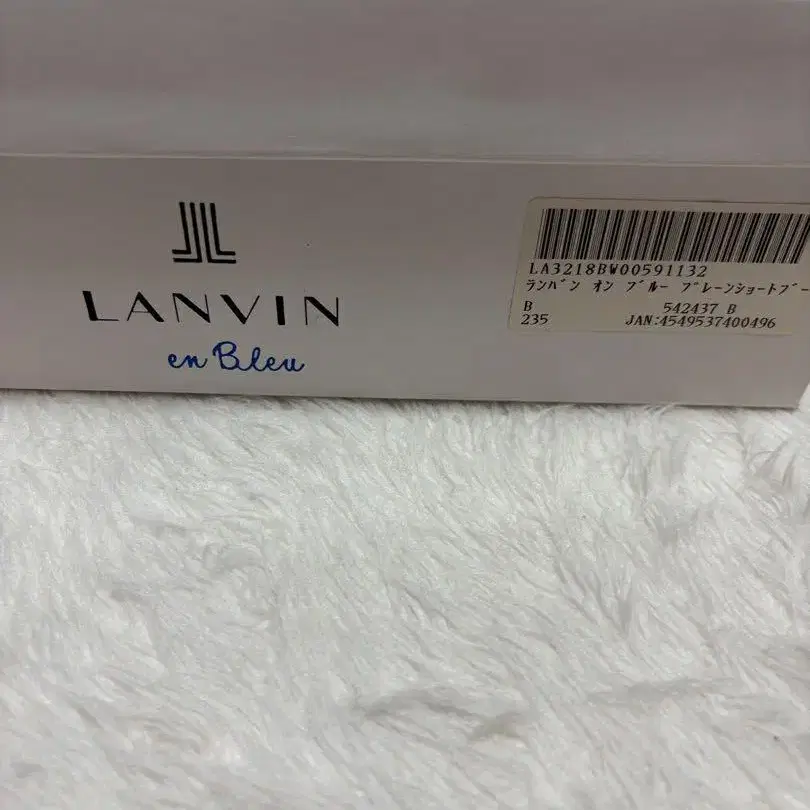 LANVIN
en Bleu
LA3218BW00591132
ﾗﾝﾊﾞﾝ ｵﾝ ﾌﾞﾙｰ ﾌﾟﾚｰﾝｼｮｰﾄﾌﾞｰ
B 542437 B
235 JAN:4549537400496